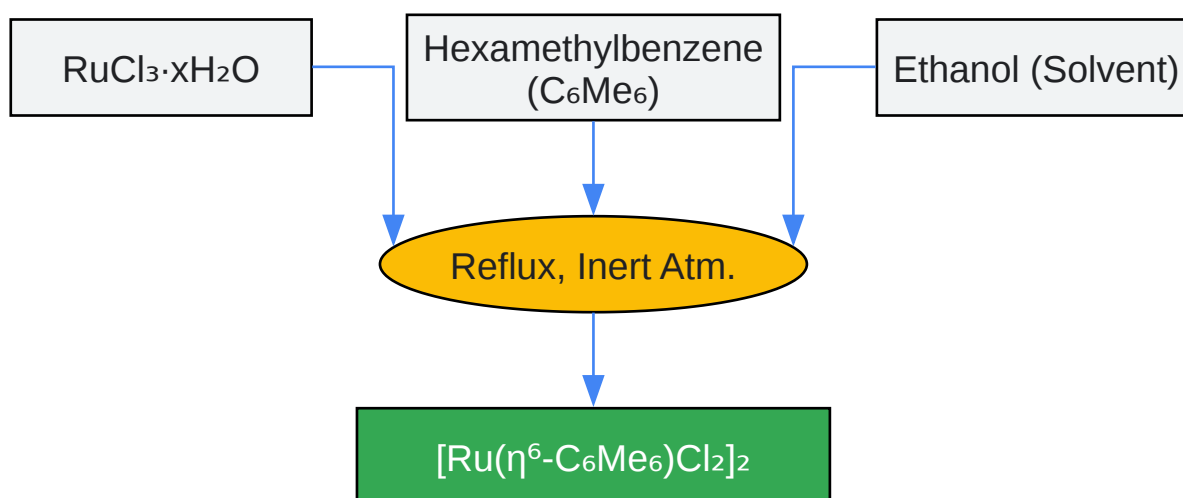 RuCl₃·xH₂O
Hexamethylbenzene
(C₆Me₆)
Ethanol (Solvent)
Reflux, Inert Atm.
[Ru(η⁶-C₆Me₆)Cl₂]₂